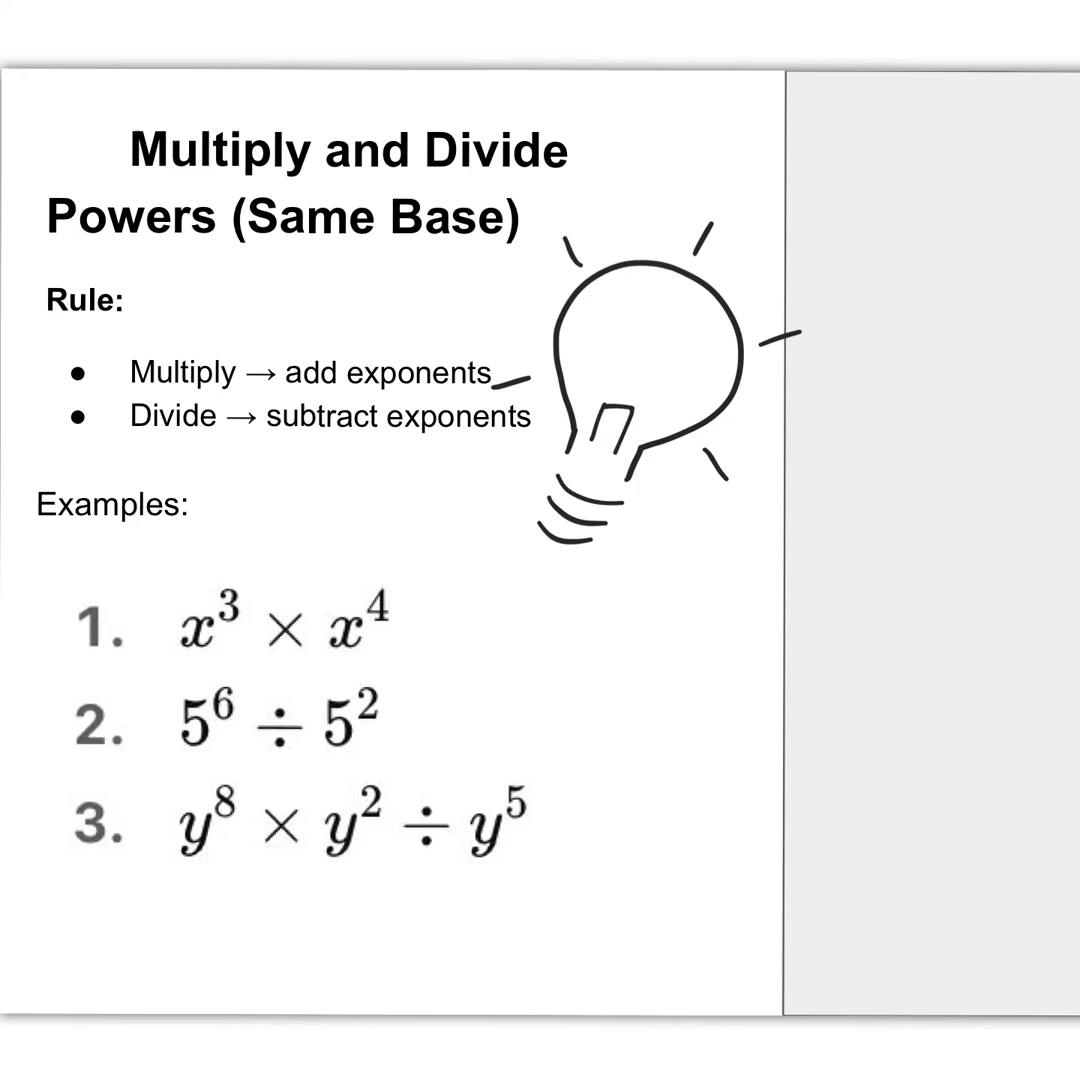 Multiply and Divide
Powers (Same Base)
Rule:
● Multiply → add exponents
● Divide → subtract exponents
Examples:
1. x³ × x⁴
2. 5⁶ ÷ 5²
3. y⁸ × y² ÷ y⁵